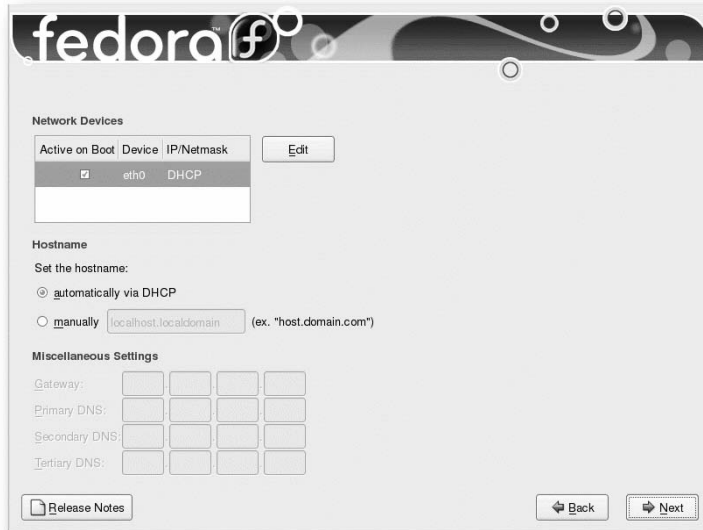 fedora™ f
Network Devices
Active on Boot Device IP/Netmask
eth0 DHCP
Edit
Hostname
Set the hostname:
automatically via DHCP
manually localhost.localdomain (ex. "host.domain.com")
Miscellaneous Settings
Gateway:
Primary DNS:
Secondary DNS:
Tertiary DNS:
Release Notes
Back
Next